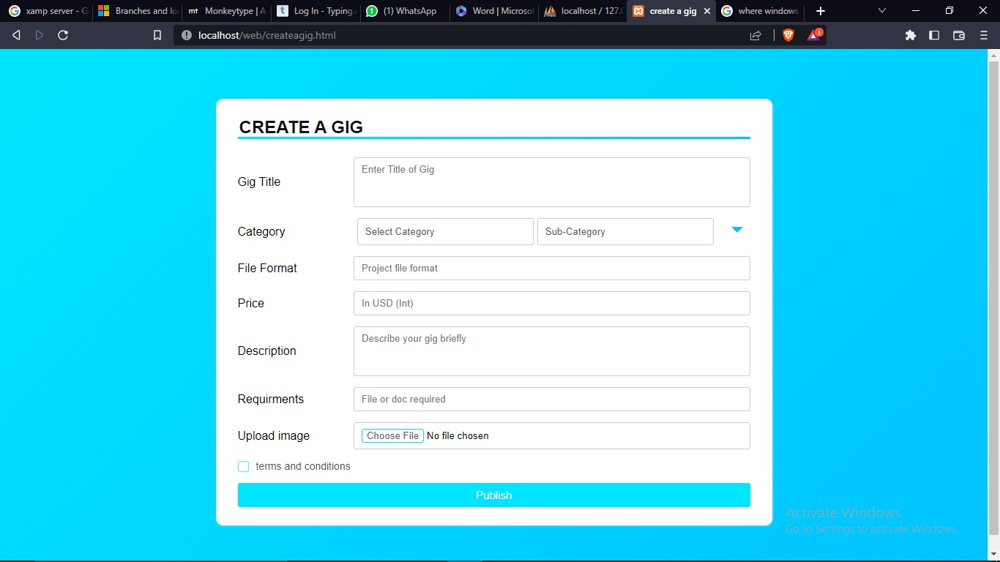 xamp server - G
Branches and lo
mt Monkeytype | A
t Log In - Typing.c
1 (1) WhatsApp
Word | Microsof
localhost / 127.0
create a gig
where windows
localhost/web/createagig.html
3
CREATE A GIG
Gig Title
Enter Title of Gig
Category
Select Category
Sub-Category
File Format
Project file format
Price
In USD (Int)
Description
Describe your gig briefly
Requirments
File or doc required
Upload image
Choose File No file chosen
terms and conditions
Publish
Activate Windows
Go to Settings to activate Windows.